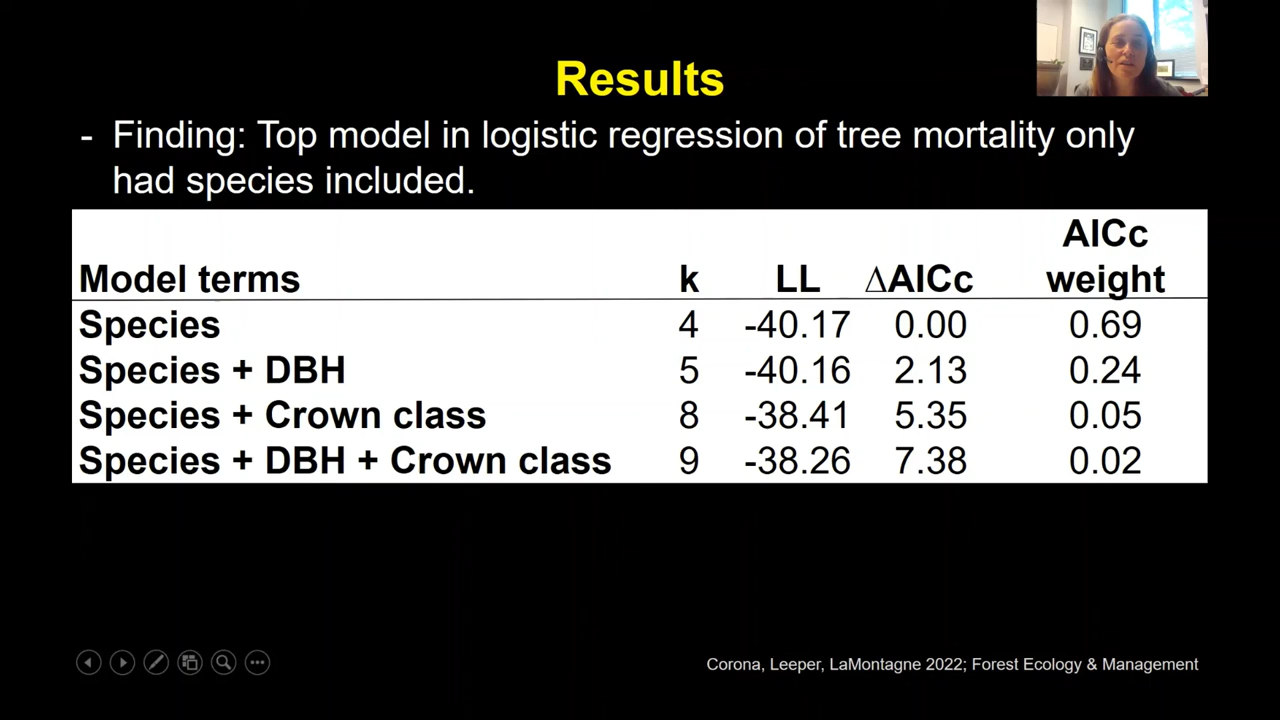 Results
- Finding: Top model in logistic regression of tree mortality only
had species included.
Model terms k LL ΔAICc AICc weight
Species 4 -40.17 0.00 0.69
Species + DBH 5 -40.16 2.13 0.24
Species + Crown class 8 -38.41 5.35 0.05
Species + DBH + Crown class 9 -38.26 7.38 0.02
Corona, Leeper, LaMontagne 2022; Forest Ecology & Management